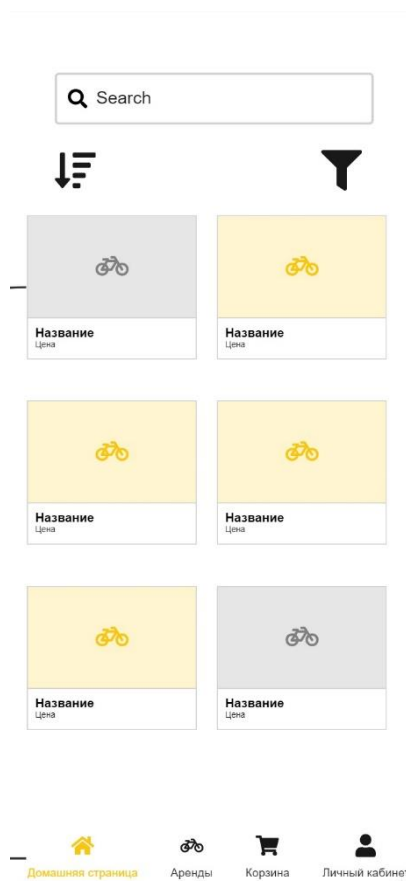 Search
Название
Цена
Название
Цена
Название
Цена
Название
Цена
Название
Цена
Название
Цена
Домашняя страница
Аренды
Корзина
Личный кабинет